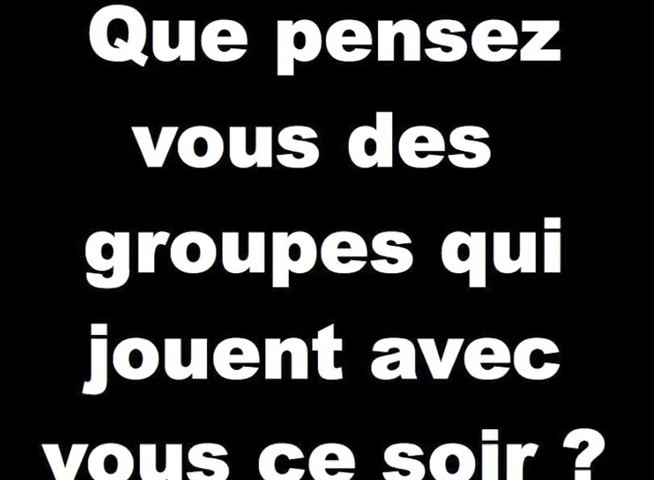 Que pensez
vous des
groupes qui
jouent avec
vous ce soir ?